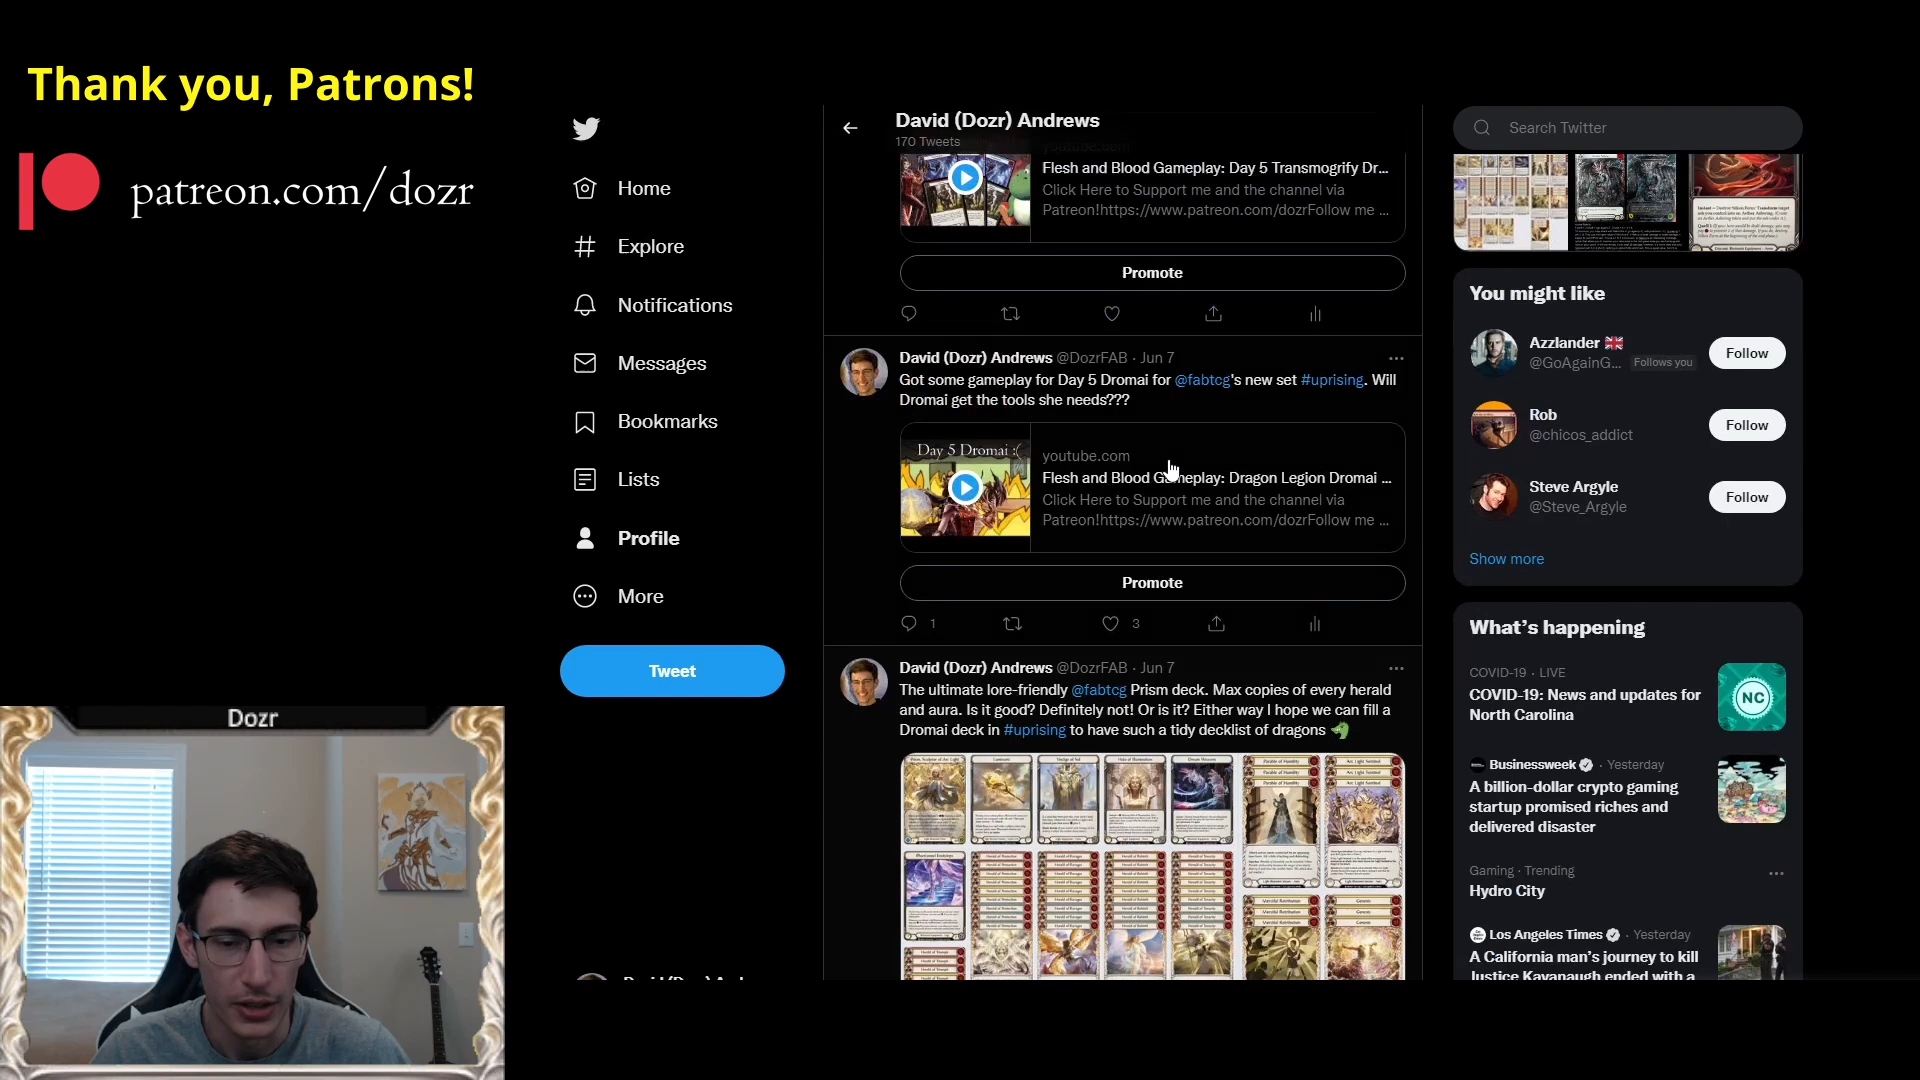 Thank you, Patrons!
patreon.com/dozr
Home
Explore
Notifications
Messages
Bookmarks
Lists
Profile
More
Tweet
Dozr
David (Dozr) Andrews
170 Tweets
youtube.com
Flesh and Blood Gameplay: Day 5 Transmogrify Dr...
Click Here to Support me and the channel via
Patreon!https://www.patreon.com/dozrFollow me ...
Promote
David (Dozr) Andrews @DozrFAB · Jun 7
Got some gameplay for Day 5 Dromai for @fabtcg's new set #uprising. Will
Dromai get the tools she needs???
Day 5 Dromai :(
youtube.com
Flesh and Blood Gameplay: Dragon Legion Dromai ...
Click Here to Support me and the channel via
Patreon!https://www.patreon.com/dozrFollow me ...
Promote
1
3
David (Dozr) Andrews @DozrFAB · Jun 7
The ultimate lore-friendly @fabtcg Prism deck. Max copies of every herald
and aura. Is it good? Definitely not! Or is it? Either way I hope we can fill a
Dromai deck in #uprising to have such a tidy decklist of dragons
Search Twitter
You might like
Azzlander
@GoAgainG... Follows you
Follow
Rob
@chicos_addict
Follow
Steve Argyle
@Steve_Argyle
Follow
Show more
What's happening
COVID-19 · LIVE
COVID-19: News and updates for
North Carolina
NC
Businessweek · Yesterday
A billion-dollar crypto gaming
startup promised riches and
delivered disaster
Gaming · Trending
Hydro City
Los Angeles Times · Yesterday
A California man's journey to kill
Justice Kavanaugh ended with a